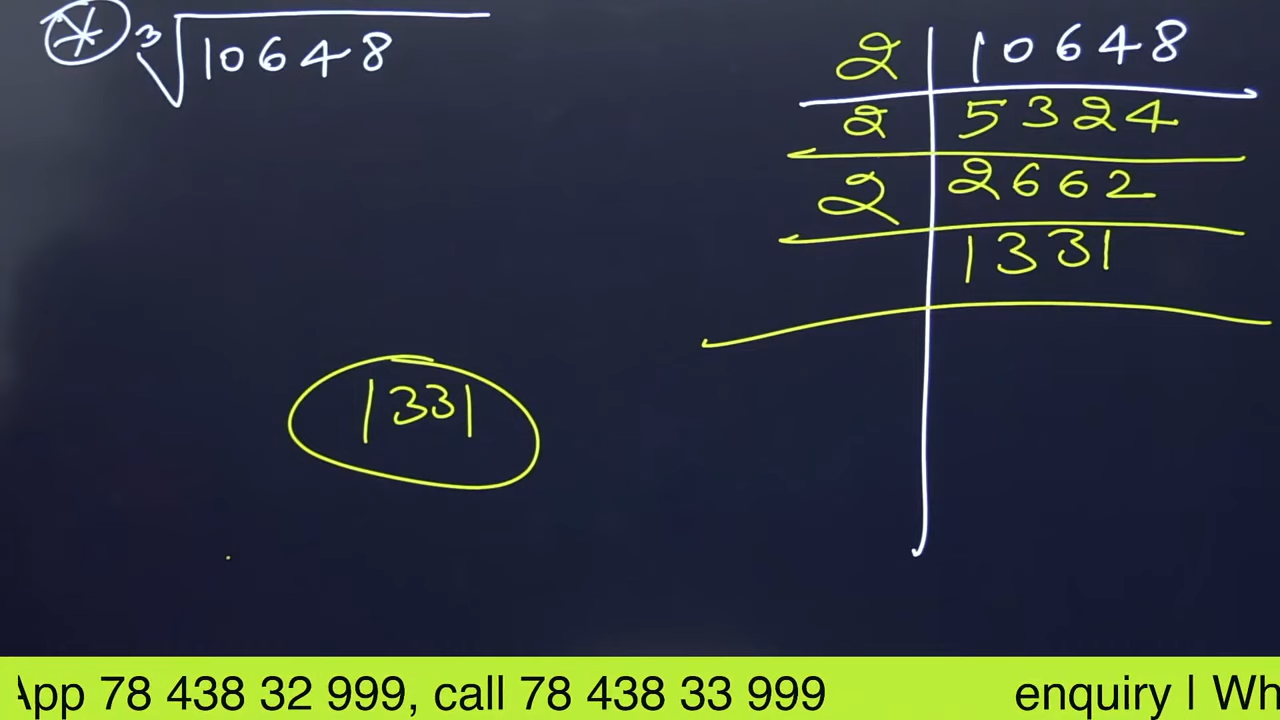 * ³√10648
2 | 10648
2 | 5324
2 | 2662
1331
1331
App 78 438 32 999, call 78 438 33 999 enquiry | Wh